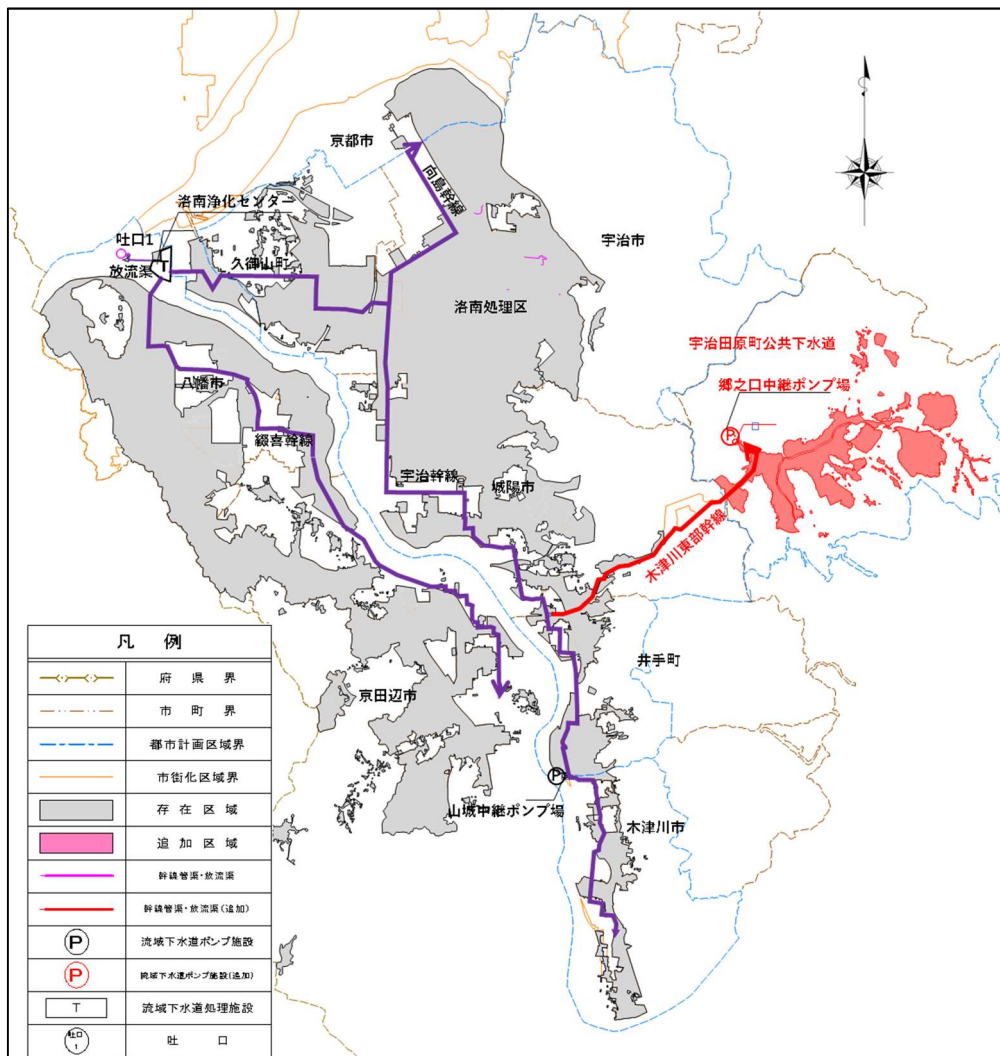 京都市
向島幹線
洛南浄化センター
宇治市
吐口1
T
放流渠
久御山町
洛南処理区
宇治田原町公共下水道
郷之口中継ポンプ場
P
八幡市
綴喜幹線
宇治幹線
城陽市
木津川東部幹線
井手町
京田辺市
P
山城中継ポンプ場
木津川市
凡 例
府 県 界
市 町 界
都市計画区域界
市街化区域界
存 在 区 域
追 加 区 域
幹線管渠・放流渠
幹線管渠・放流渠(追加)
P 流域下水道ポンプ施設
P 流域下水道ポンプ施設(追加)
T 流域下水道処理施設
吐口 1 吐 口